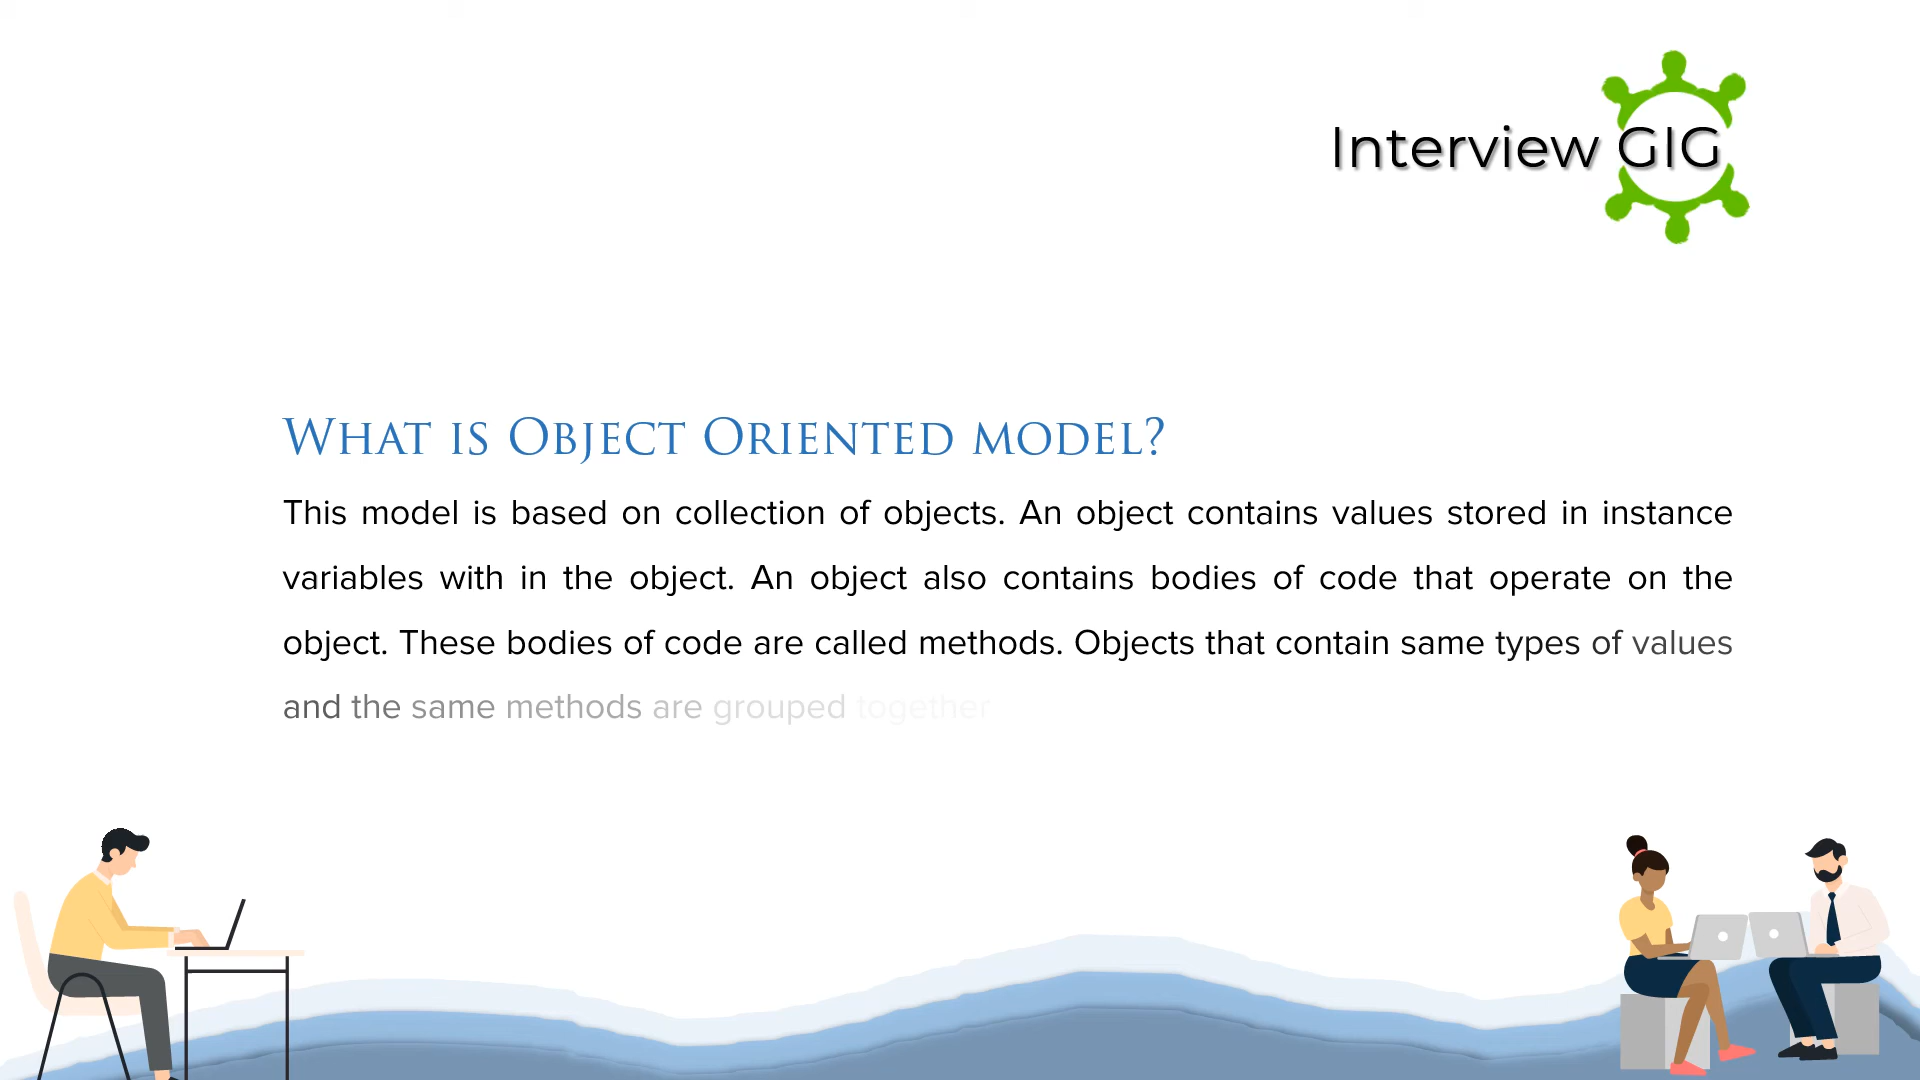 Interview GIG
What is Object Oriented model?
This model is based on collection of objects. An object contains values stored in instance
variables with in the object. An object also contains bodies of code that operate on the
object. These bodies of code are called methods. Objects that contain same types of values
and the same methods are grouped together